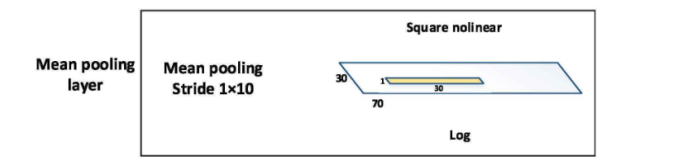 Square nolinear
Mean pooling
layer
Mean pooling
Stride 1×10
30
1
30
70
Log